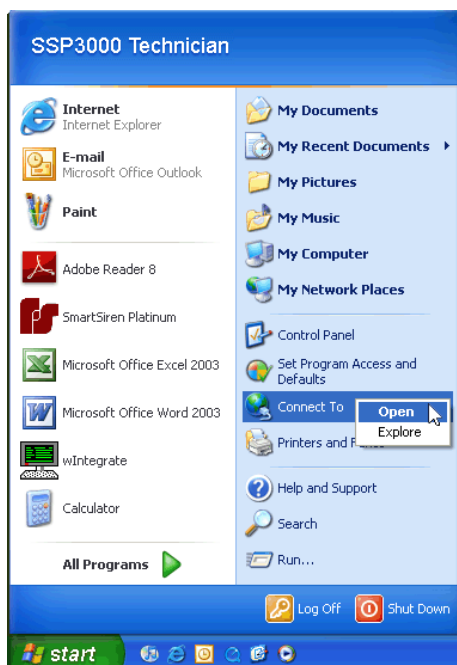 SSP3000 Technician
Internet
Internet Explorer
E-mail
Microsoft Office Outlook
Paint
Adobe Reader 8
SmartSiren Platinum
Microsoft Office Excel 2003
Microsoft Office Word 2003
wIntegrate
Calculator
All Programs
My Documents
My Recent Documents
My Pictures
My Music
My Computer
My Network Places
Control Panel
Set Program Access and
Defaults
Connect To
Open
Explore
Printers and
Help and Support
Search
Run...
Log Off
Shut Down
start